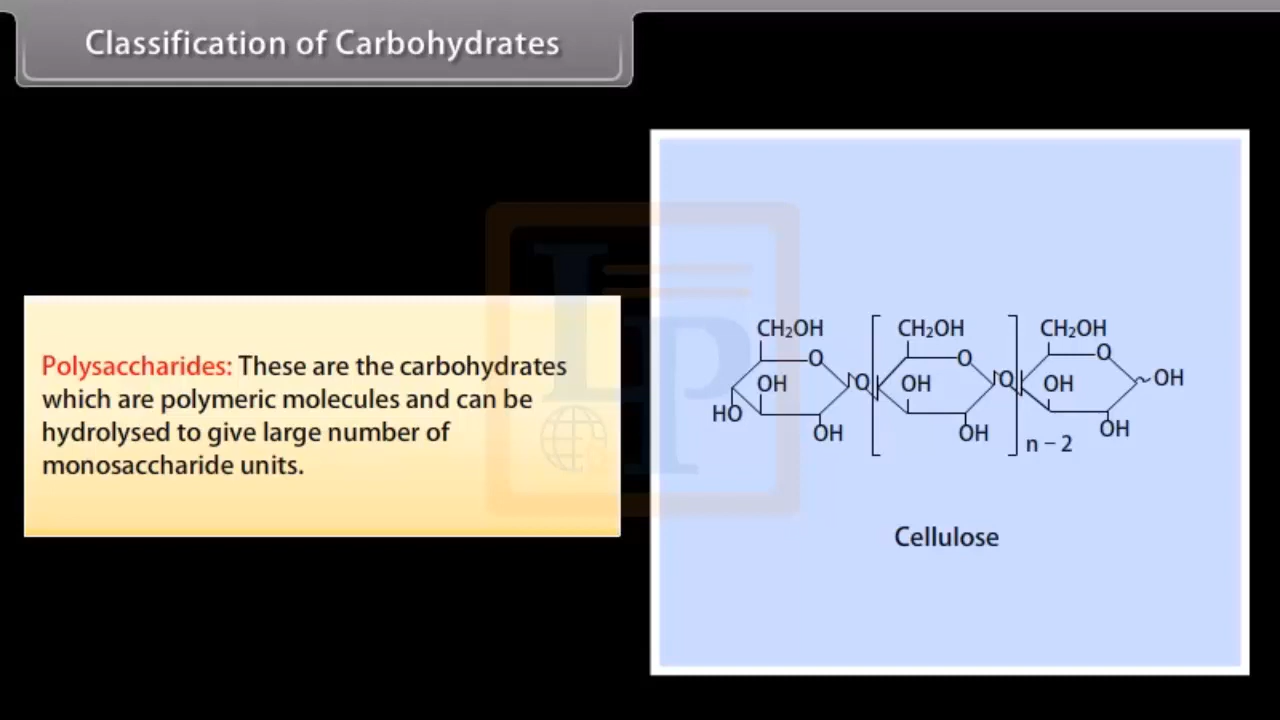 Classification of Carbohydrates
Polysaccharides: These are the carbohydrates
which are polymeric molecules and can be
hydrolysed to give large number of
monosaccharide units.
CH₂OH CH₂OH CH₂OH
O O O
OH O OH O OH OH
HO
OH OH OH
n – 2
Cellulose
LP